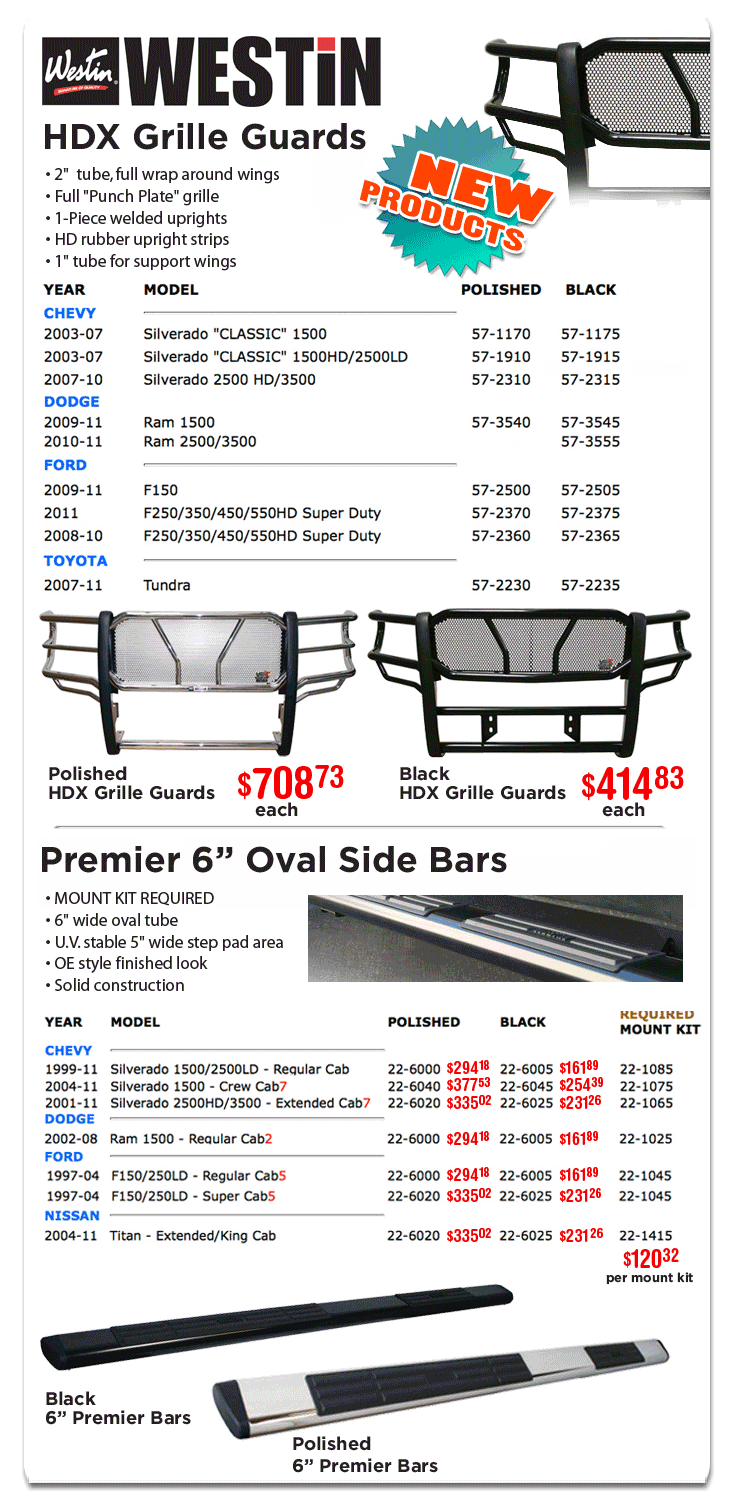 Westin
WESTiN
HDX Grille Guards
• 2" tube, full wrap around wings
• Full "Punch Plate" grille
• 1-Piece welded uprights
• HD rubber upright strips
• 1" tube for support wings
NEW
PRODUCTS
YEAR MODEL POLISHED BLACK
CHEVY
2003-07 Silverado "CLASSIC" 1500 57-1170 57-1175
2003-07 Silverado "CLASSIC" 1500HD/2500LD 57-1910 57-1915
2007-10 Silverado 2500 HD/3500 57-2310 57-2315
DODGE
2009-11 Ram 1500 57-3540 57-3545
2010-11 Ram 2500/3500 57-3555
FORD
2009-11 F150 57-2500 57-2505
2011 F250/350/450/550HD Super Duty 57-2370 57-2375
2008-10 F250/350/450/550HD Super Duty 57-2360 57-2365
TOYOTA
2007-11 Tundra 57-2230 57-2235
Polished
HDX Grille Guards
$708 73
each
Black
HDX Grille Guards
$414 83
each
Premier 6” Oval Side Bars
• MOUNT KIT REQUIRED
• 6" wide oval tube
• U.V. stable 5" wide step pad area
• OE style finished look
• Solid construction
REQUIRED
YEAR MODEL POLISHED BLACK MOUNT KIT
CHEVY
1999-11 Silverado 1500/2500LD - Regular Cab 22-6000 $294 18 22-6005 $161 89 22-1085
2004-11 Silverado 1500 - Crew Cab7 22-6040 $377 53 22-6045 $254 39 22-1075
2001-11 Silverado 2500HD/3500 - Extended Cab7 22-6020 $335 02 22-6025 $231 26 22-1065
DODGE
2002-08 Ram 1500 - Regular Cab2 22-6000 $294 18 22-6005 $161 89 22-1025
FORD
1997-04 F150/250LD - Regular Cab5 22-6000 $294 18 22-6005 $161 89 22-1045
1997-04 F150/250LD - Super Cab5 22-6020 $335 02 22-6025 $231 26 22-1045
NISSAN
2004-11 Titan - Extended/King Cab 22-6020 $335 02 22-6025 $231 26 22-1415
$120 32
per mount kit
Black
6” Premier Bars
Polished
6” Premier Bars